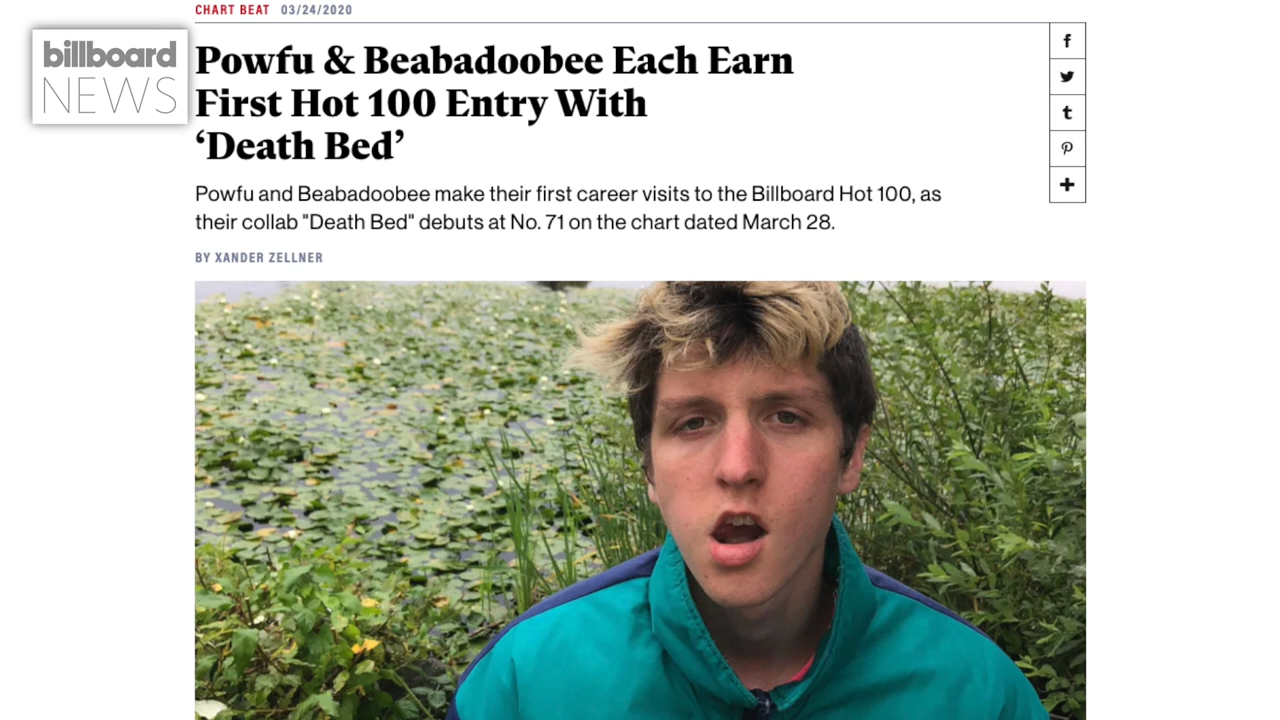 CHART BEAT 03/24/2020
billboard
NEWS
Powfu & Beabadoobee Each Earn
First Hot 100 Entry With
‘Death Bed’
Powfu and Beabadoobee make their first career visits to the Billboard Hot 100, as
their collab "Death Bed" debuts at No. 71 on the chart dated March 28.
BY XANDER ZELLNER